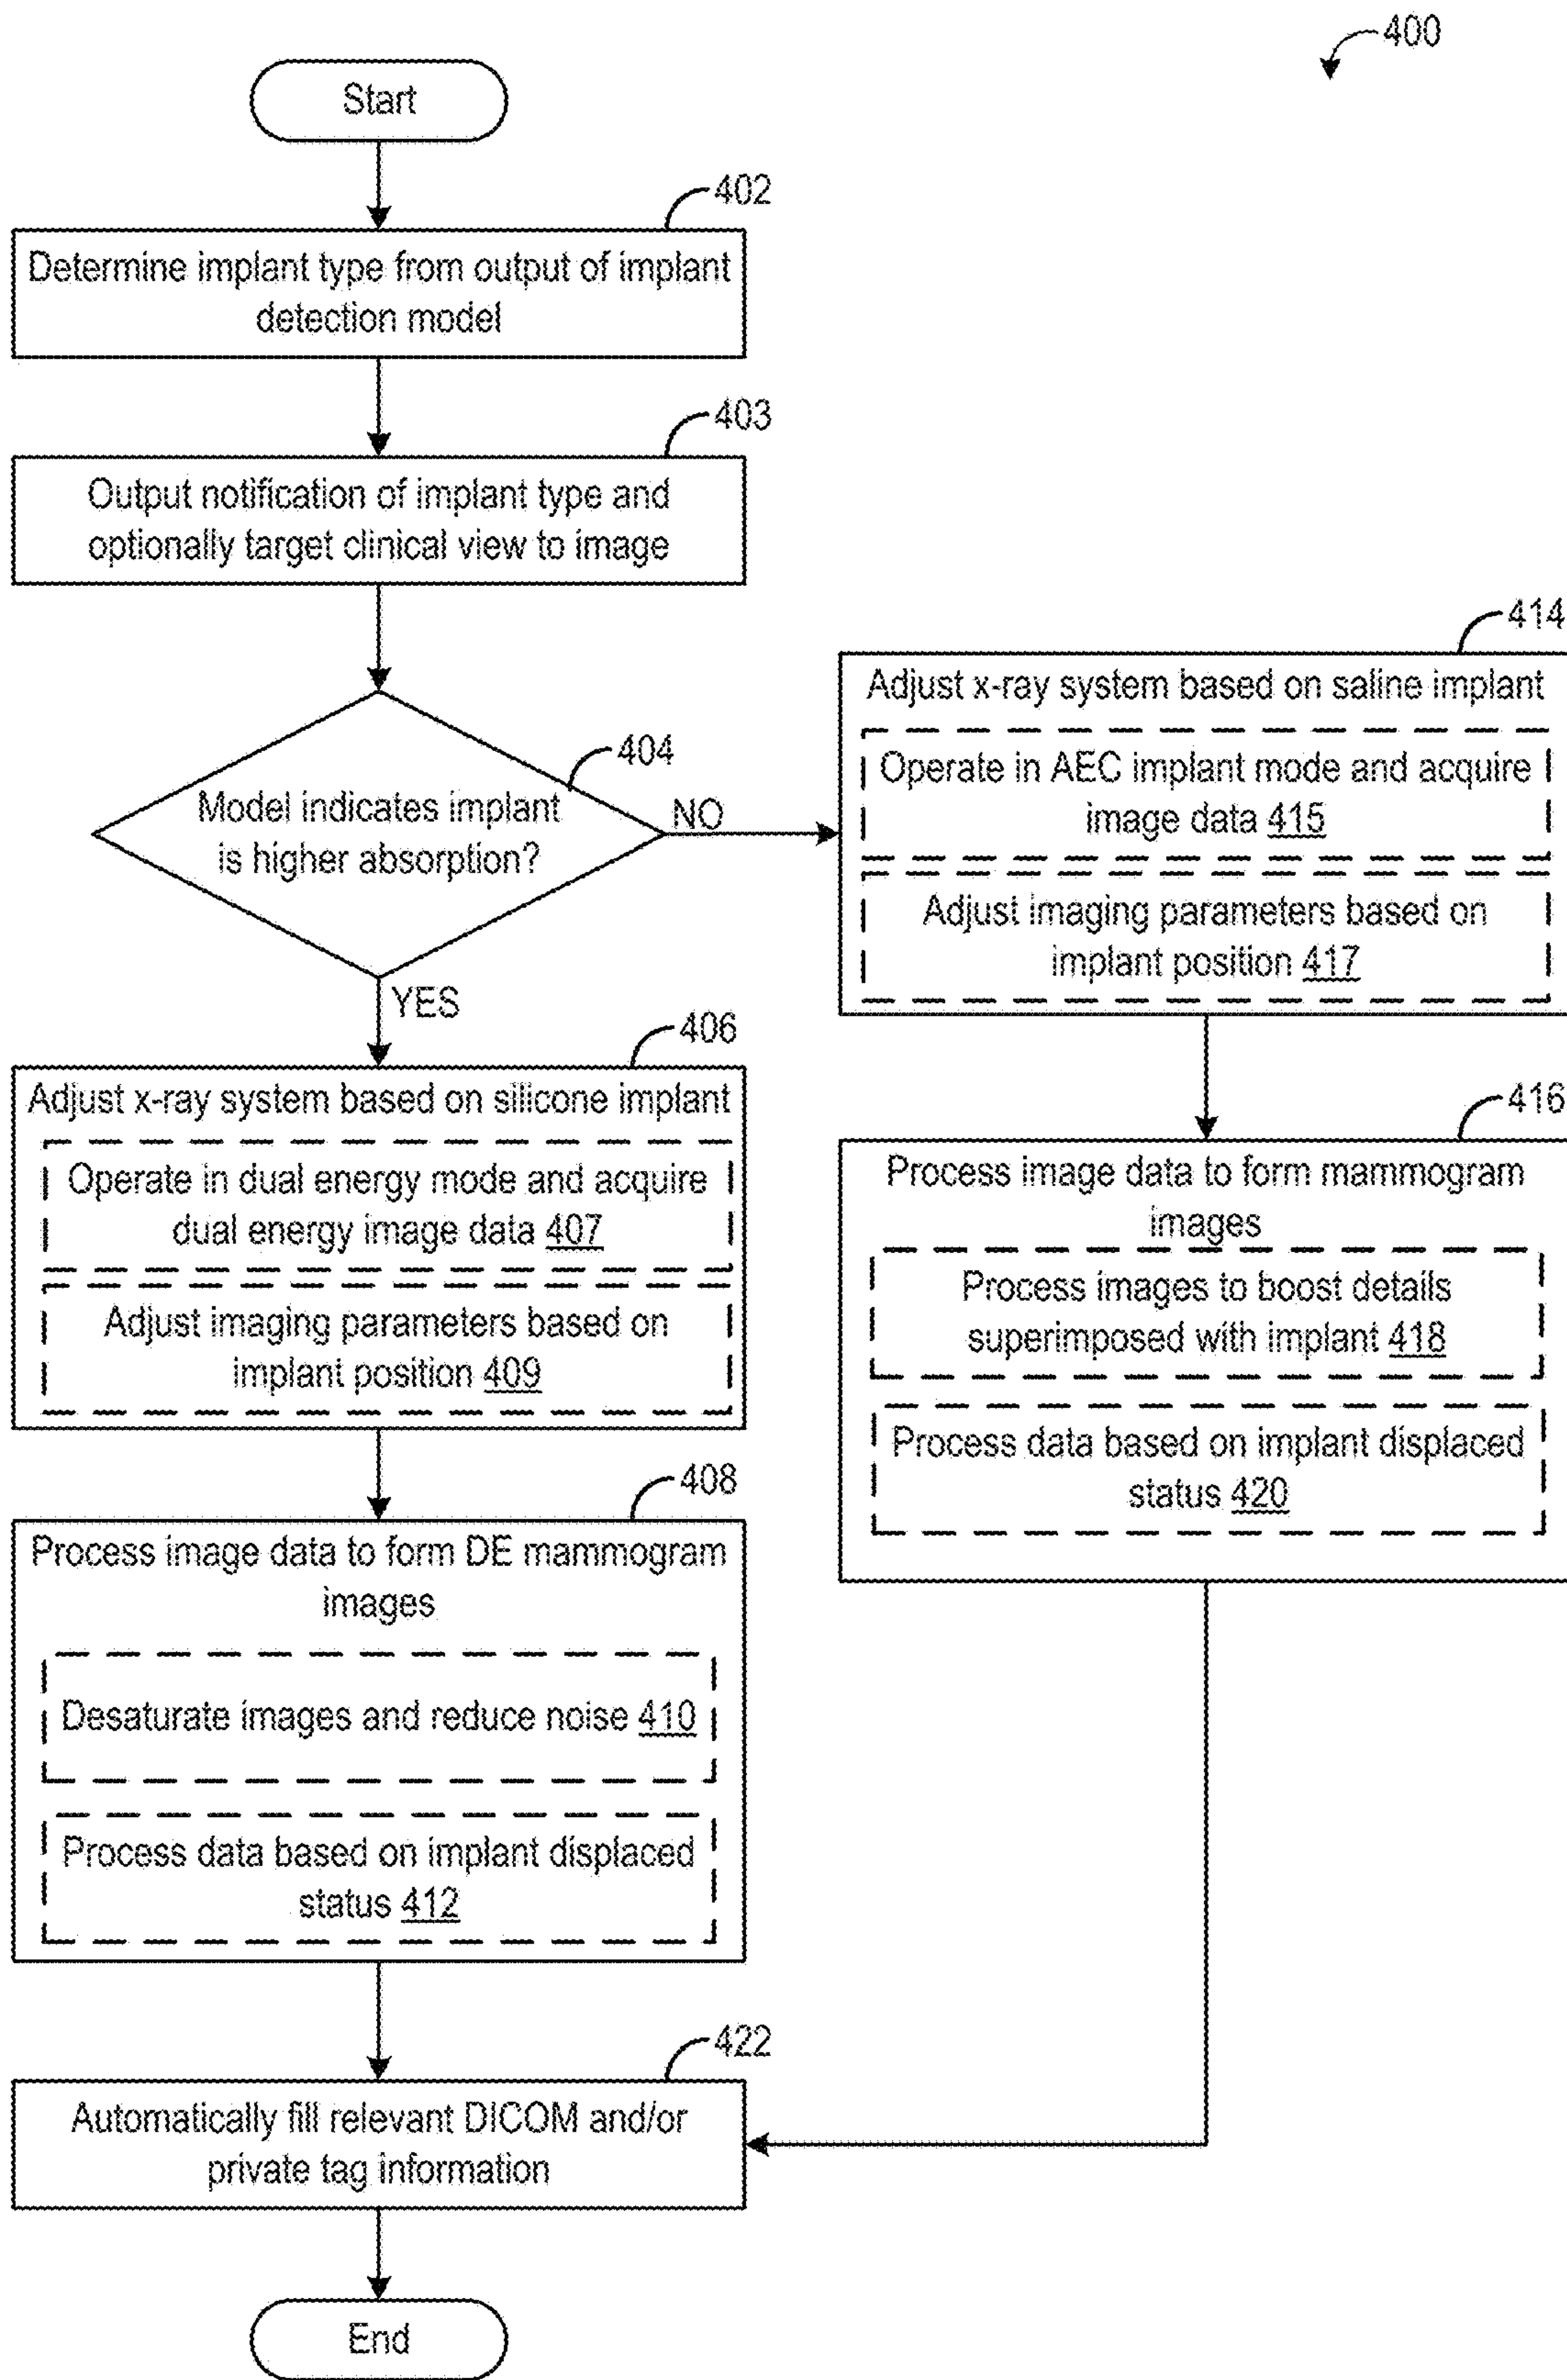 400
Start
402
Determine implant type from output of implant
detection model
403
Output notification of implant type and
optionally target clinical view to image
404
Model indicates implant
is higher absorption?
NO
YES
406
Adjust x-ray system based on silicone implant
Operate in dual energy mode and acquire
dual energy image data 407
Adjust imaging parameters based on
implant position 409
408
Process image data to form DE mammogram
images
Desaturate images and reduce noise 410
Process data based on implant displaced
status 412
414
Adjust x-ray system based on saline implant
Operate in AEC implant mode and acquire
image data 415
Adjust imaging parameters based on
implant position 417
416
Process image data to form mammogram
images
Process images to boost details
superimposed with implant 418
Process data based on implant displaced
status 420
422
Automatically fill relevant DICOM and/or
private tag information
End